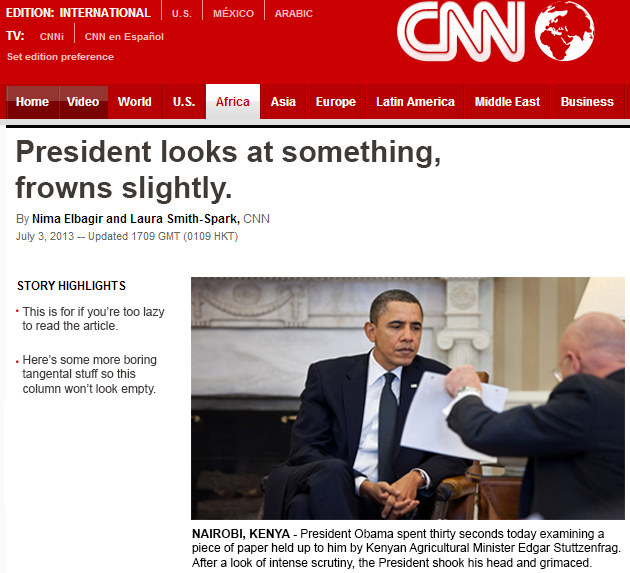 EDITION: INTERNATIONAL U.S. MÉXICO ARABIC
TV: CNNi CNN en Español
Set edition preference
CNN
Home Video World U.S. Africa Asia Europe Latin America Middle East Business
President looks at something,
frowns slightly.
By Nima Elbagir and Laura Smith-Spark, CNN
July 3, 2013 -- Updated 1709 GMT (0109 HKT)
STORY HIGHLIGHTS
This is for if you're too lazy
to read the article.
Here's some more boring
tangental stuff so this
column won't look empty.
NAIROBI, KENYA - President Obama spent thirty seconds today examining a
piece of paper held up to him by Kenyan Agricultural Minister Edgar Stuttzenfrag.
After a look of intense scrutiny, the President shook his head and grimaced.